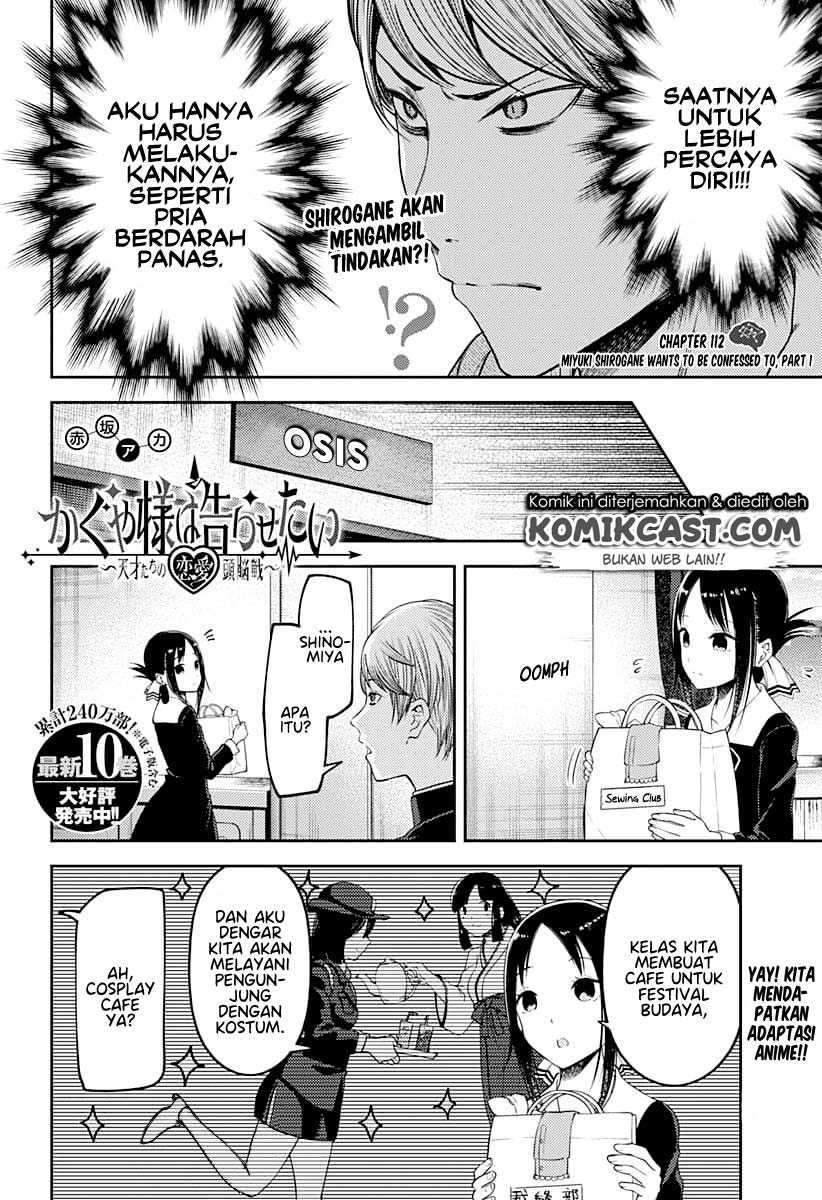 SAATNYA
UNTUK
LEBIH
PERCAYA
DIRI!!!
AKU HANYA
HARUS
MELAKU-
KANNYA,
SEPERTI
PRIA
BERDARAH
PANAS.
SHIROGANE AKAN
MENGAMBIL
TINDAKAN?!
!?
CHAPTER 112
MIYUKI SHIROGANE WANTS TO BE CONFESSED TO, PART 1
OSIS
赤坂アカ
かぐや様は告らせたい
～天才たちの恋愛頭脳戦～
Komik ini diterjemahkan & diedit oleh
KOMIKCAST.COM
BUKAN WEB LAIN!!
OOMPH
Sewing Club
...
SHINO-
MIYA
APA
ITU?
累計240万部!
※電子版含む
最新10巻
大好評
発売中!!
YAY! KITA
MENDA-
PATKAN
ADAPTASI
ANIME!!
KELAS KITA
MEMBUAT
CAFE UNTUK
FESTIVAL
BUDAYA,
DAN AKU
DENGAR
KITA AKAN
MELAYANI
PENGUN-
JUNG
DENGAN
KOSTUM.
AH,
COSPLAY
CAFE
YA?
裁縫部